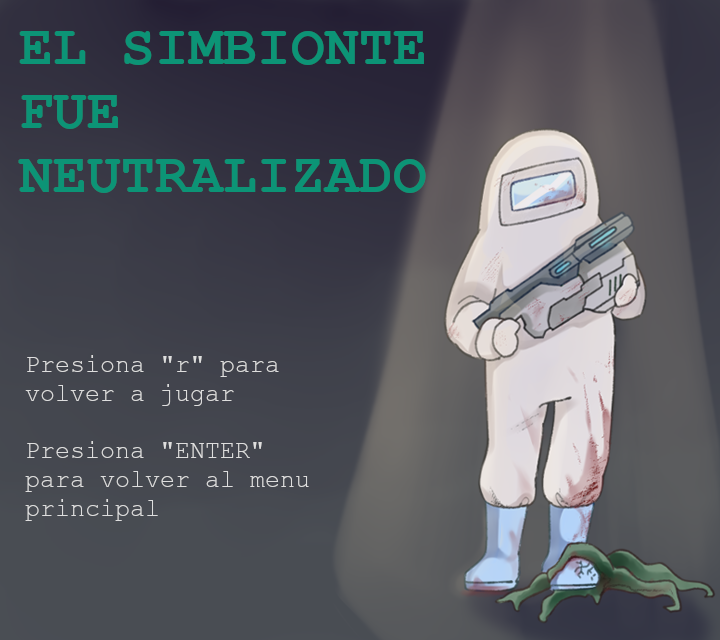 EL SIMBIONTE
FUE
NEUTRALIZADO
Presiona "r" para
volver a jugar
Presiona "ENTER"
para volver al menu
principal